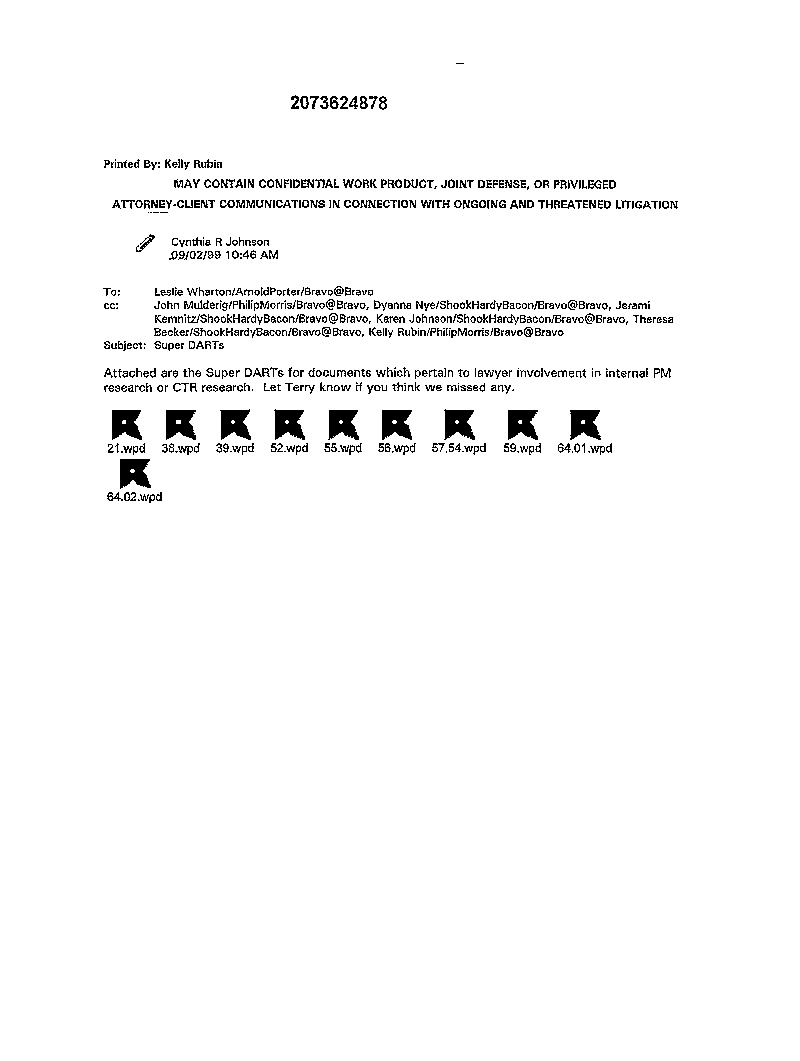 2073624878
Printed By: Kelly Rubin
MAY CONTAIN CONFIDENTIAL WORK PRODUCT, JOINT DEFENSE, OR PRIVILEGED
ATTORNEY-CLIENT COMMUNICATIONS IN CONNECTION WITH ONGOING AND THREATENED LITIGATION
Cynthia R Johnson
09/02/99 10:46 AM
To: Leslie Wharton/ArnoldPorter/Bravo@Bravo
cc: John Mulderig/PhilipMorris/Bravo@Bravo, Dyanna Nye/ShookHardyBacon/Bravo@Bravo, Jerami
Kemnitz/ShookHardyBacon/Bravo@Bravo, Karen Johnson/ShookHardyBacon/Bravo@Bravo, Theresa
Becker/ShookHardyBacon/Bravo@Bravo, Kelly Rubin/PhilipMorris/Bravo@Bravo
Subject: Super DARTs
Attached are the Super DARTs for documents which pertain to lawyer involvement in internal PM
research or CTR research. Let Terry know if you think we missed any.
21.wpd 38.wpd 39.wpd 52.wpd 55.wpd 56.wpd 57.54.wpd 59.wpd 64.01.wpd
64.02.wpd